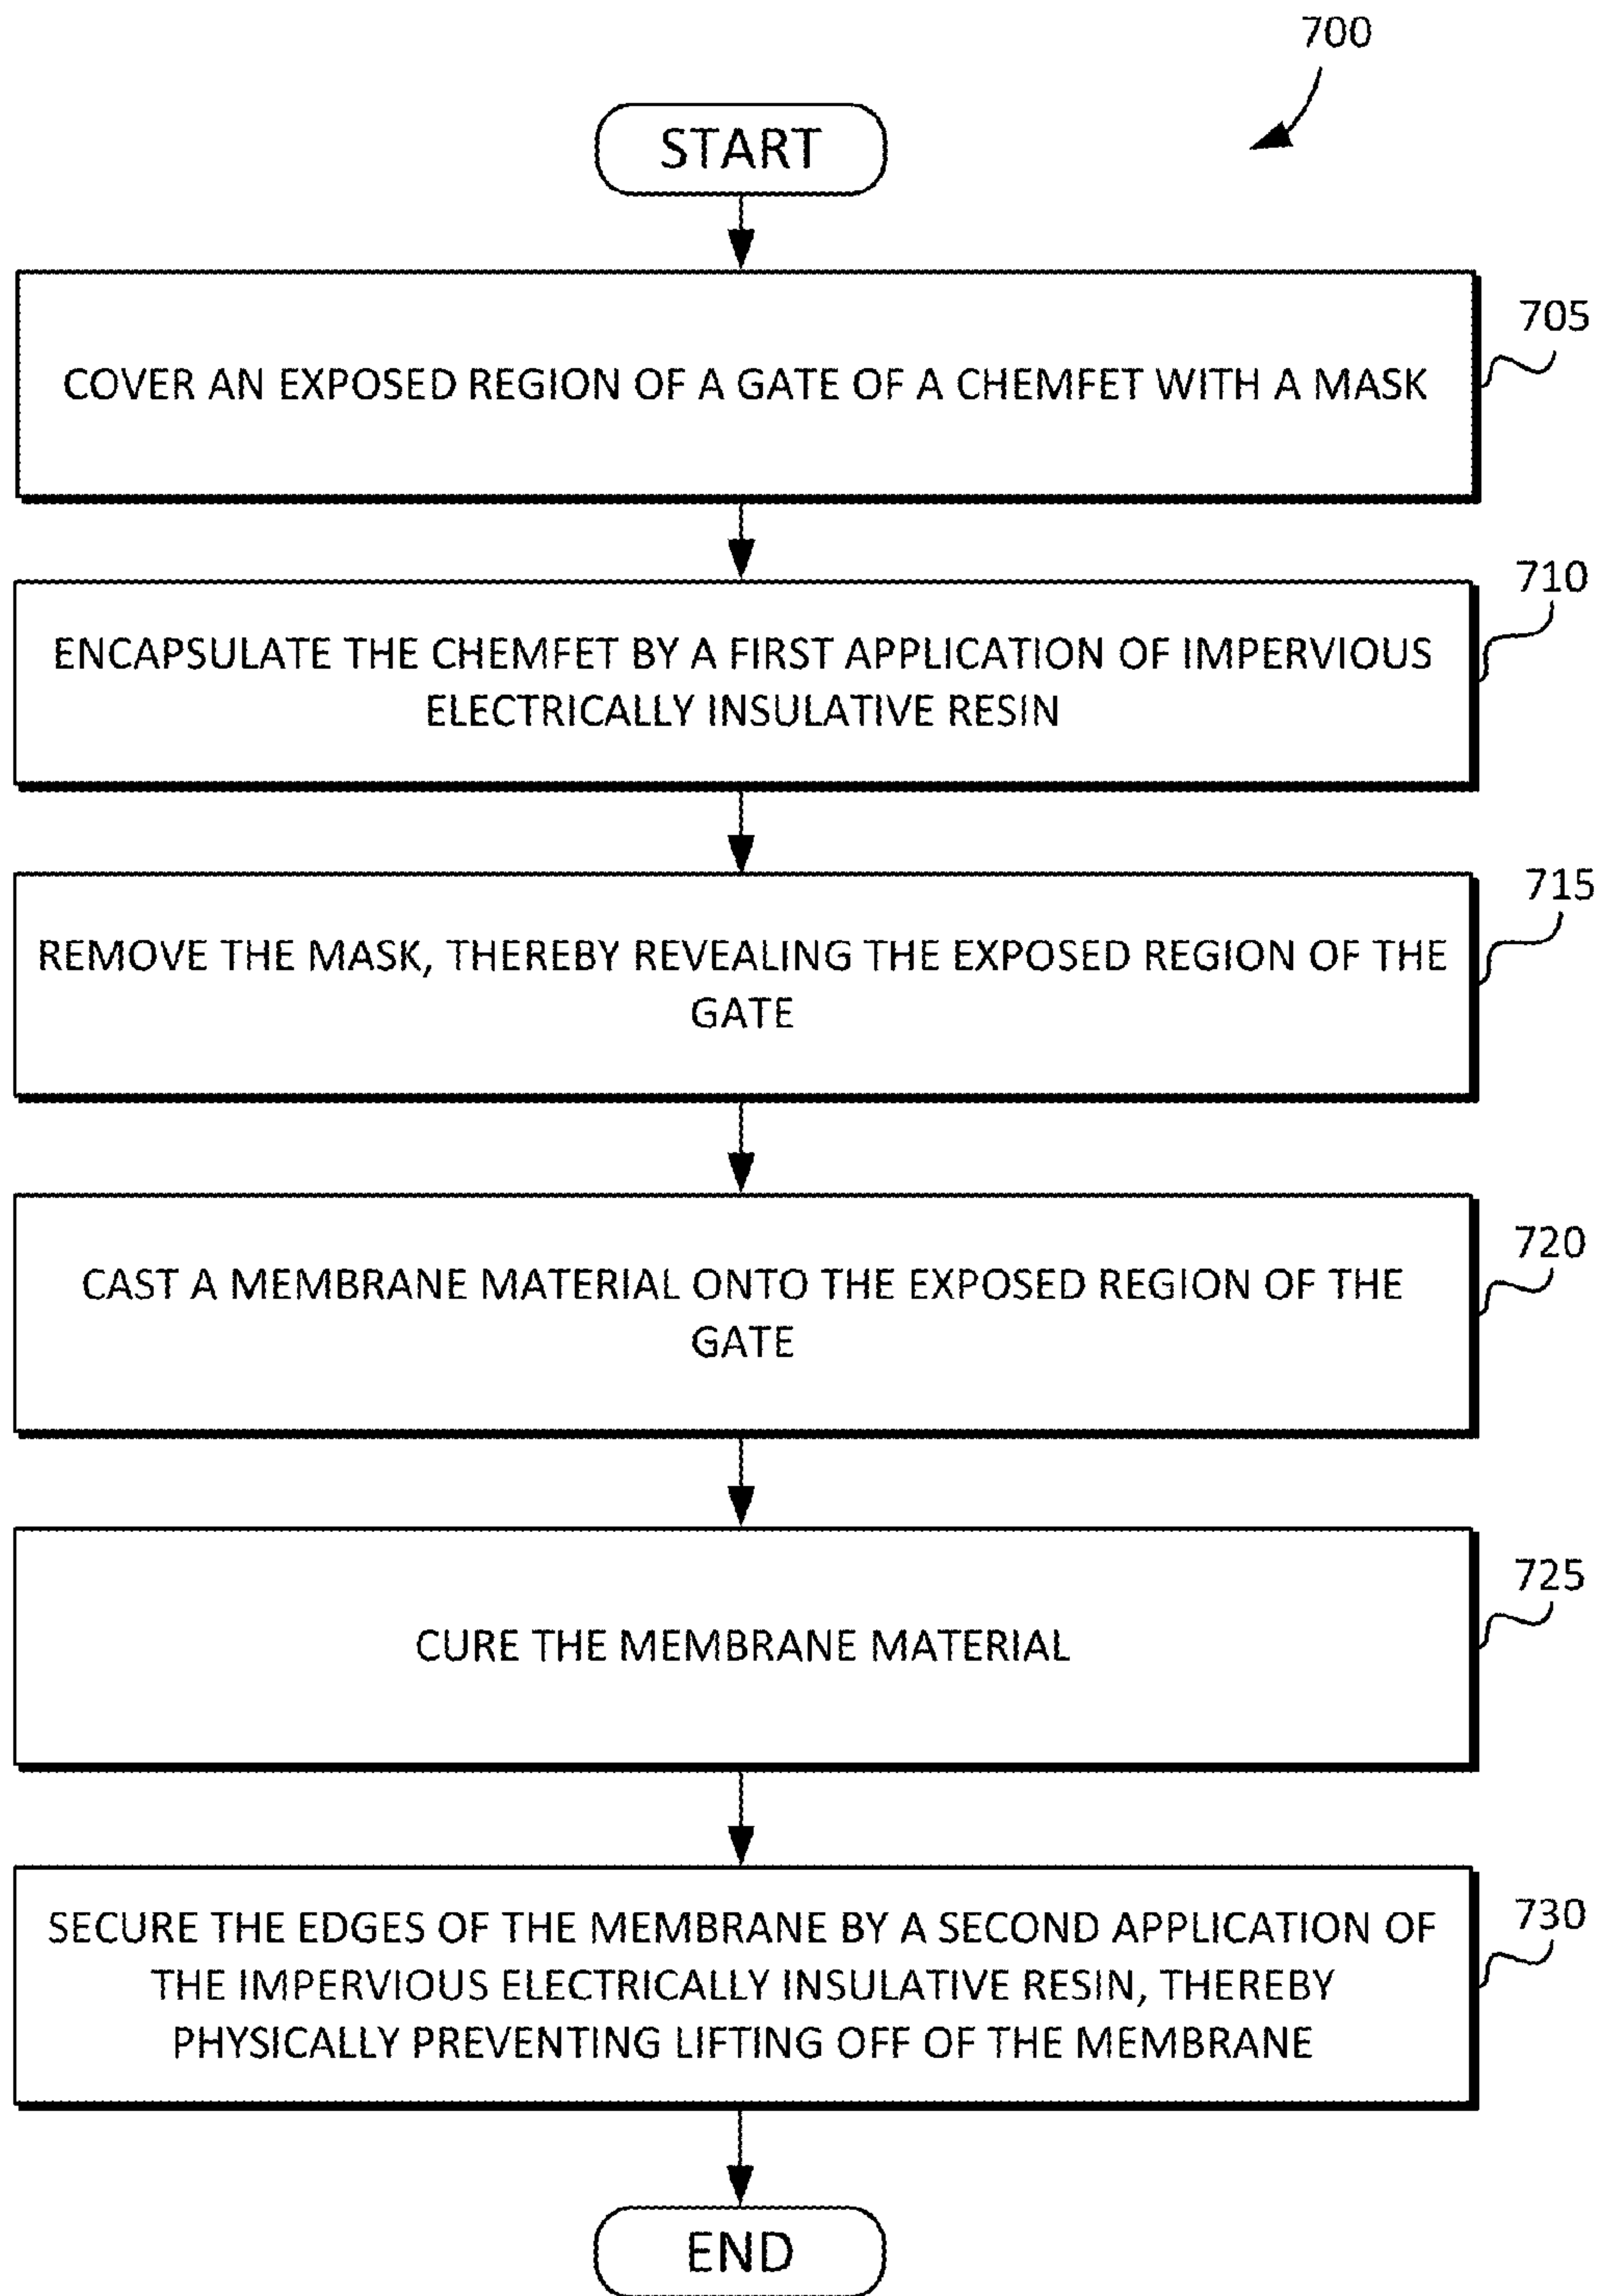 700
START
705
COVER AN EXPOSED REGION OF A GATE OF A CHEMFET WITH A MASK
710
ENCAPSULATE THE CHEMFET BY A FIRST APPLICATION OF IMPERVIOUS
ELECTRICALLY INSULATIVE RESIN
715
REMOVE THE MASK, THEREBY REVEALING THE EXPOSED REGION OF THE
GATE
720
CAST A MEMBRANE MATERIAL ONTO THE EXPOSED REGION OF THE
GATE
725
CURE THE MEMBRANE MATERIAL
730
SECURE THE EDGES OF THE MEMBRANE BY A SECOND APPLICATION OF
THE IMPERVIOUS ELECTRICALLY INSULATIVE RESIN, THEREBY
PHYSICALLY PREVENTING LIFTING OFF OF THE MEMBRANE
END